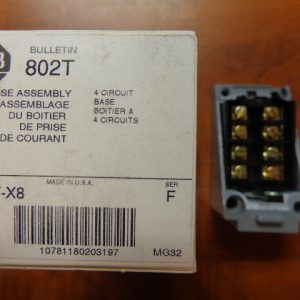 BULLETIN
802T
SE ASSEMBLY
ASSEMBLAGE
DU BOITIER
DE PRISE
DE COURANT
4 CIRCUIT
BASE
BOITIER A
4 CIRCUITS
-X8
MADE IN U.S.A.
SER
F
10781180203197
MG32